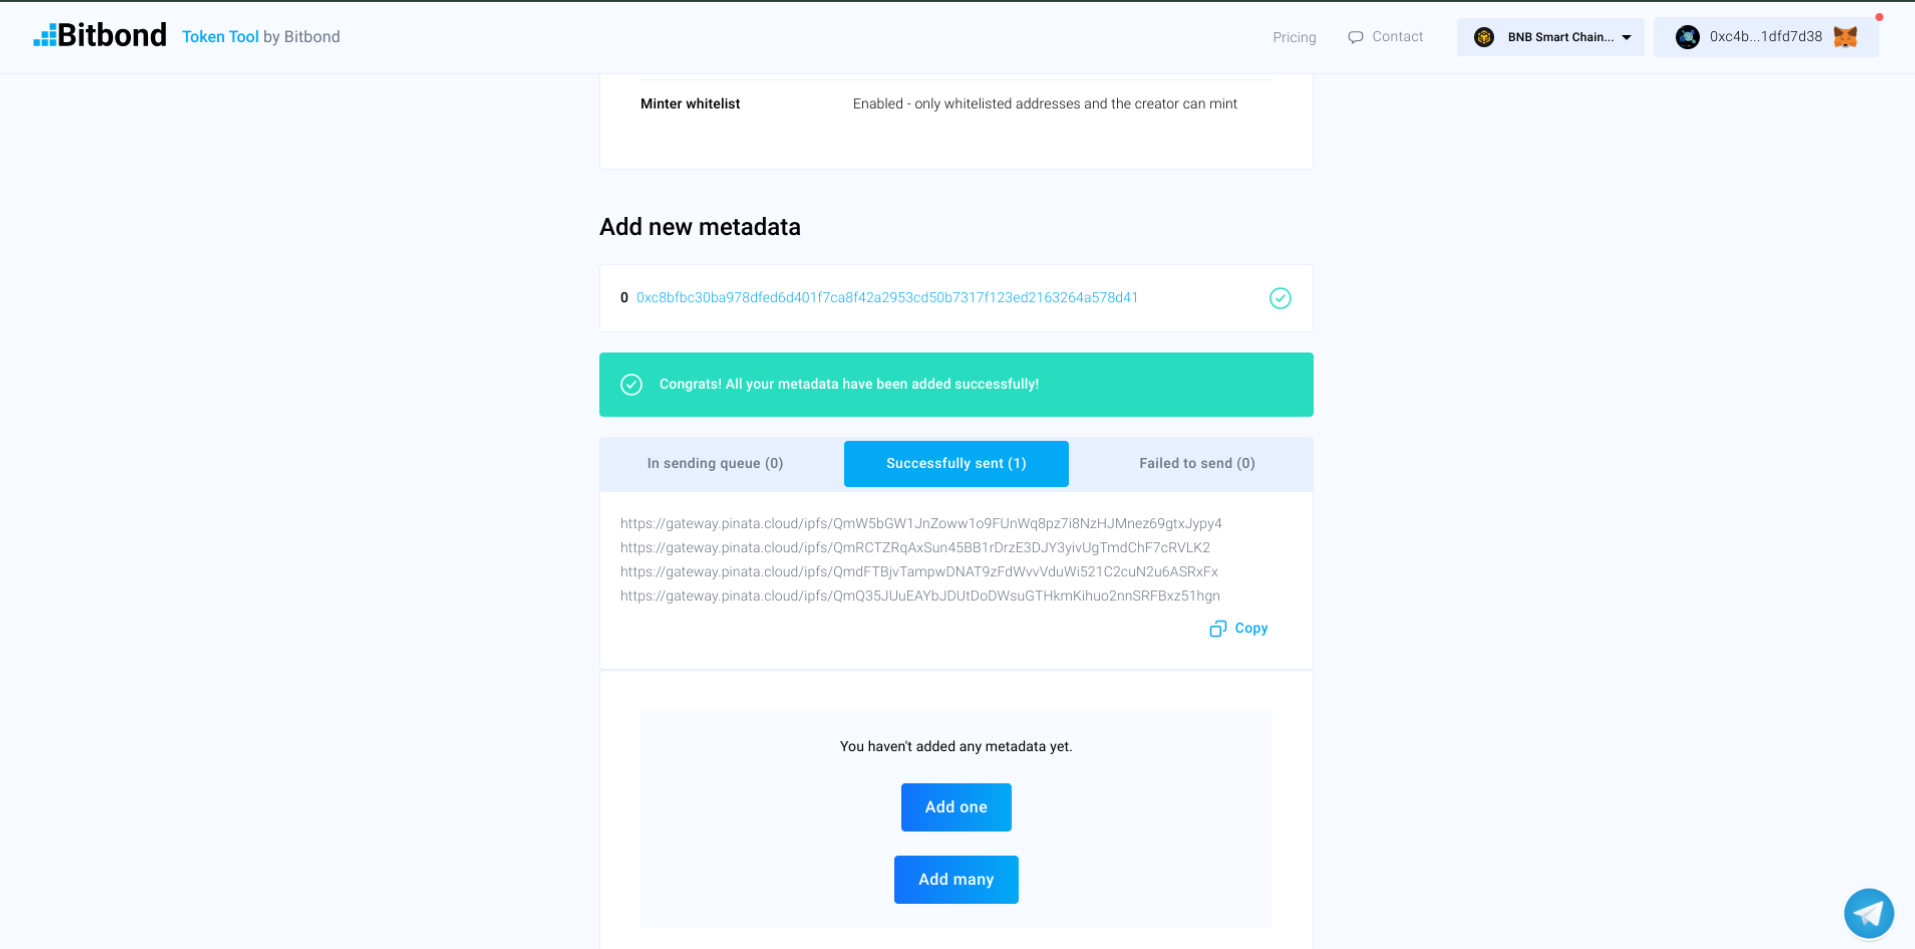 Bitbond Token Tool by Bitbond
Pricing
Contact
BNB Smart Chain...
0xc4b...1dfd7d38
Minter whitelist
Enabled - only whitelisted addresses and the creator can mint
Add new metadata
0 0xc8bfbc30ba978dfed6d401f7ca8f42a2953cd50b7317f123ed2163264a578d41
Congrats! All your metadata have been added successfully!
In sending queue (0)
Successfully sent (1)
Failed to send (0)
https://gateway.pinata.cloud/ipfs/QmW5bGW1JnZoww1o9FUnWq8pz7i8NzHJMnez69gtxJypy4
https://gateway.pinata.cloud/ipfs/QmRCTZRqAxSun45BB1rDrzE3DJY3yivUgTmdChF7cRVLK2
https://gateway.pinata.cloud/ipfs/QmdFTBjvTampwDNAT9zFdWvvVduWi521C2cuN2u6ASRxFx
https://gateway.pinata.cloud/ipfs/QmQ35JUuEAYbJDUtDoDWsuGTHkmKihuo2nnSRFBxz51hgn
Copy
You haven't added any metadata yet.
Add one
Add many